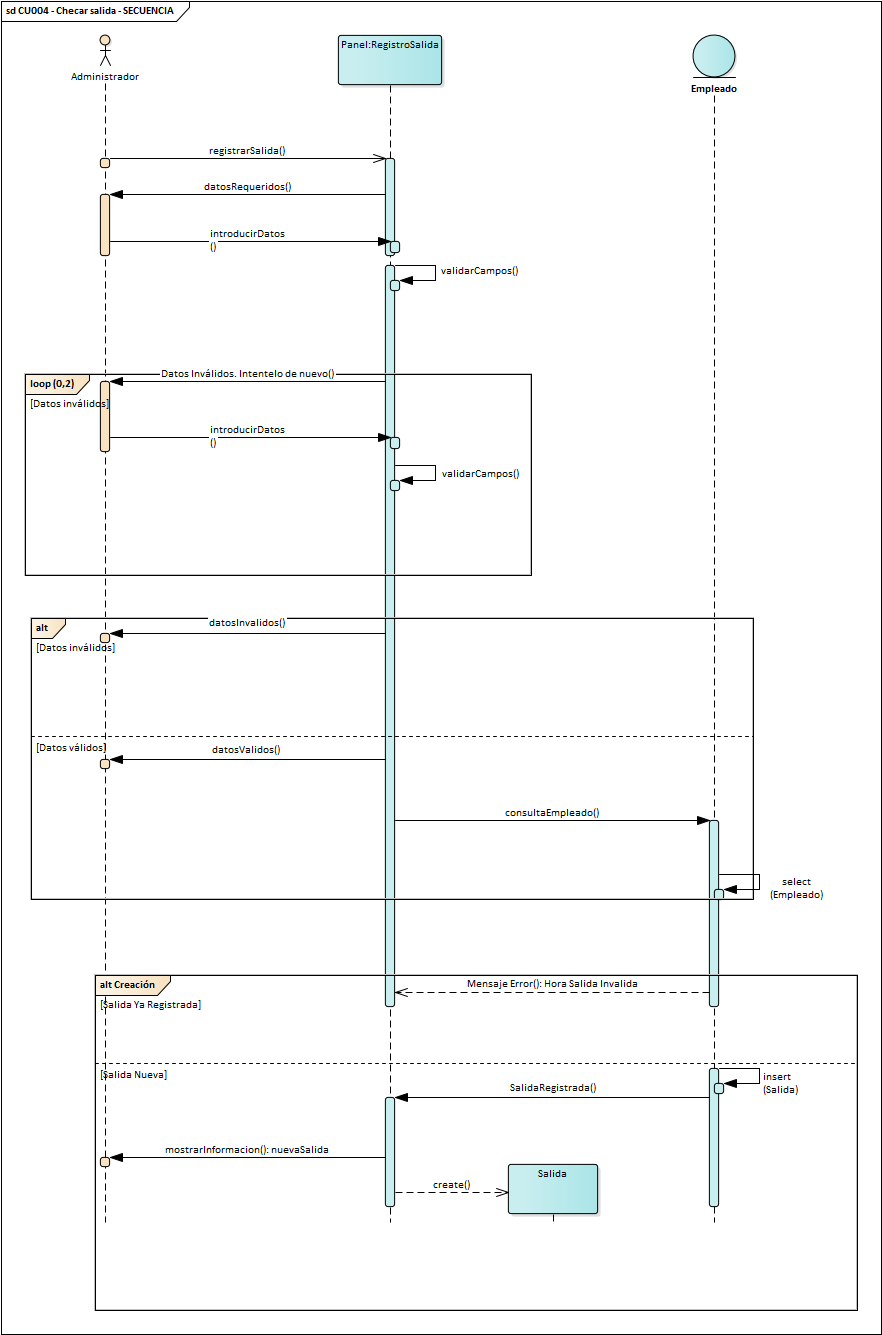 sd CU004 - Checar salida - SECUENCIA
Administrador
Panel:RegistroSalida
Empleado
registrarSalida()
datosRequeridos()
introducirDatos
()
validarCampos()
loop (0,2)
Datos Inválidos. Intentelo de nuevo()
[Datos inválidos]
introducirDatos
()
validarCampos()
alt
datosInvalidos()
[Datos inválidos]
[Datos válidos]
datosValidos()
consultaEmpleado()
select
(Empleado)
alt Creación
Mensaje Error(): Hora Salida Invalida
[Salida Ya Registrada]
[Salida Nueva]
insert
(Salida)
SalidaRegistrada()
mostrarInformacion(): nuevaSalida
Salida
create()